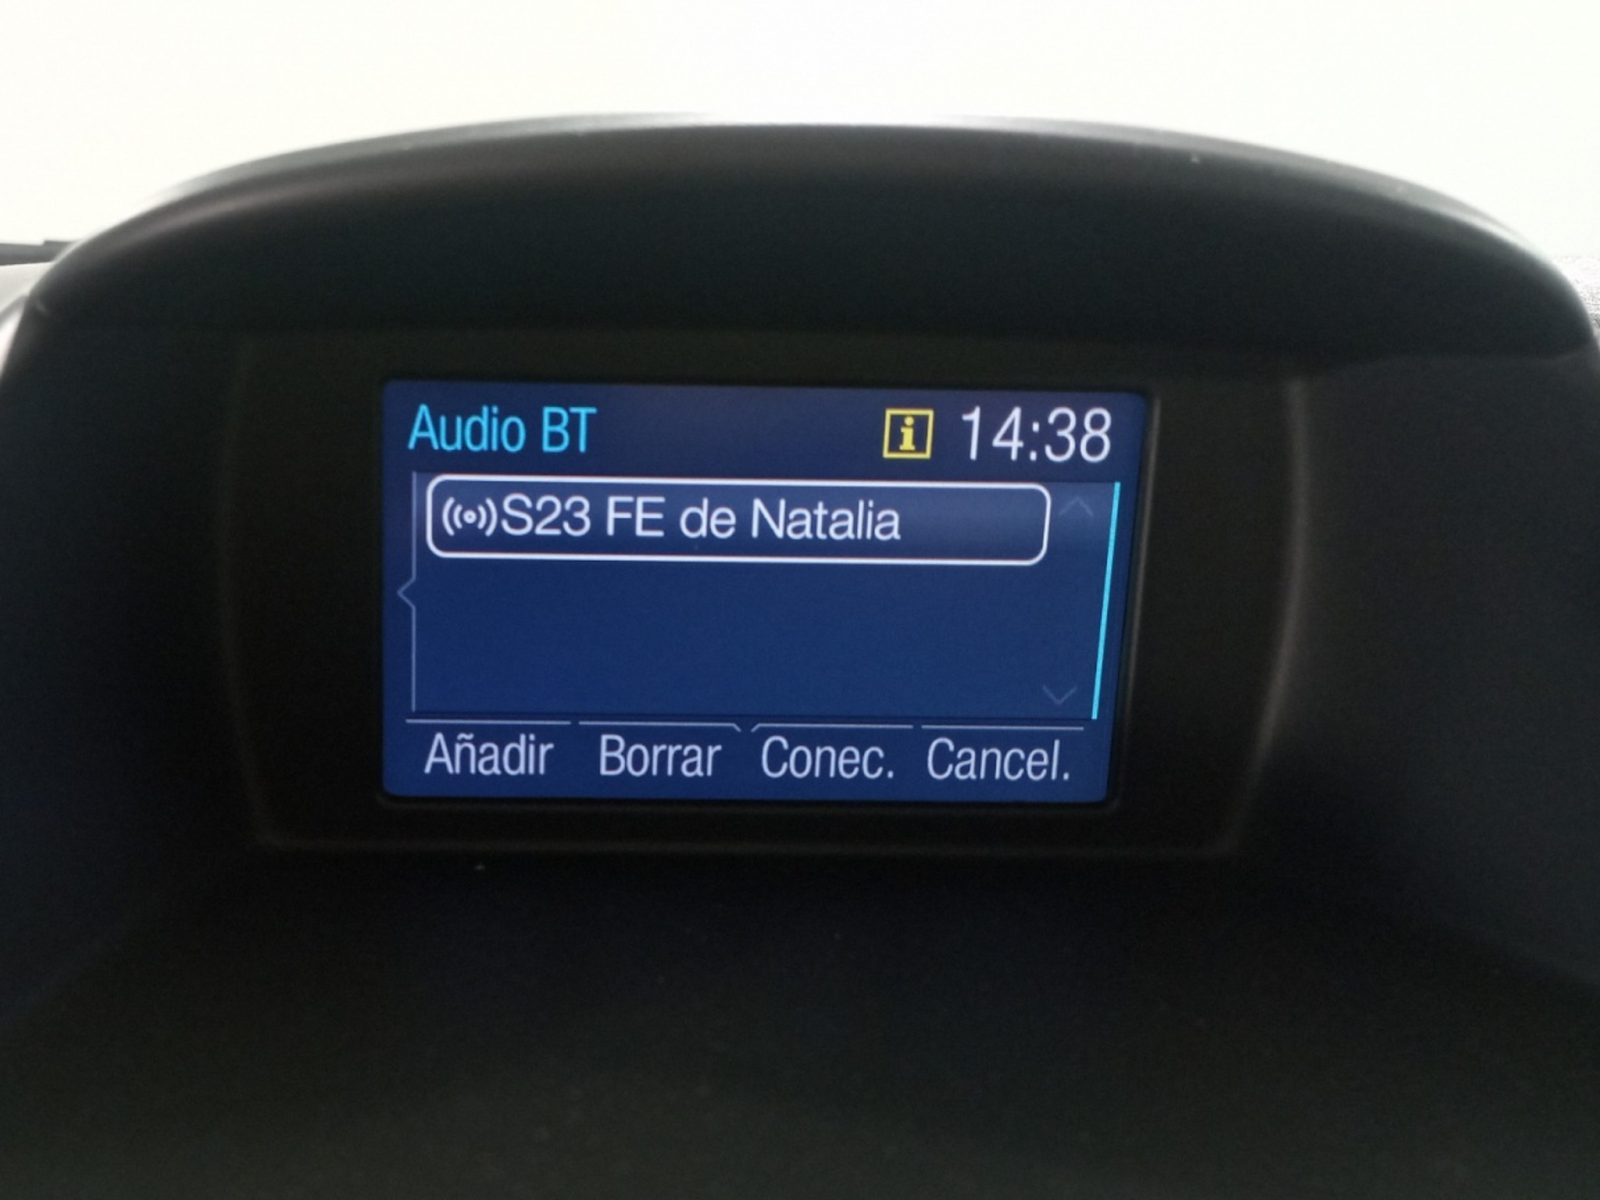 Audio BT i 14:38
S23 FE de Natalia
Añadir Borrar Conec. Cancel.